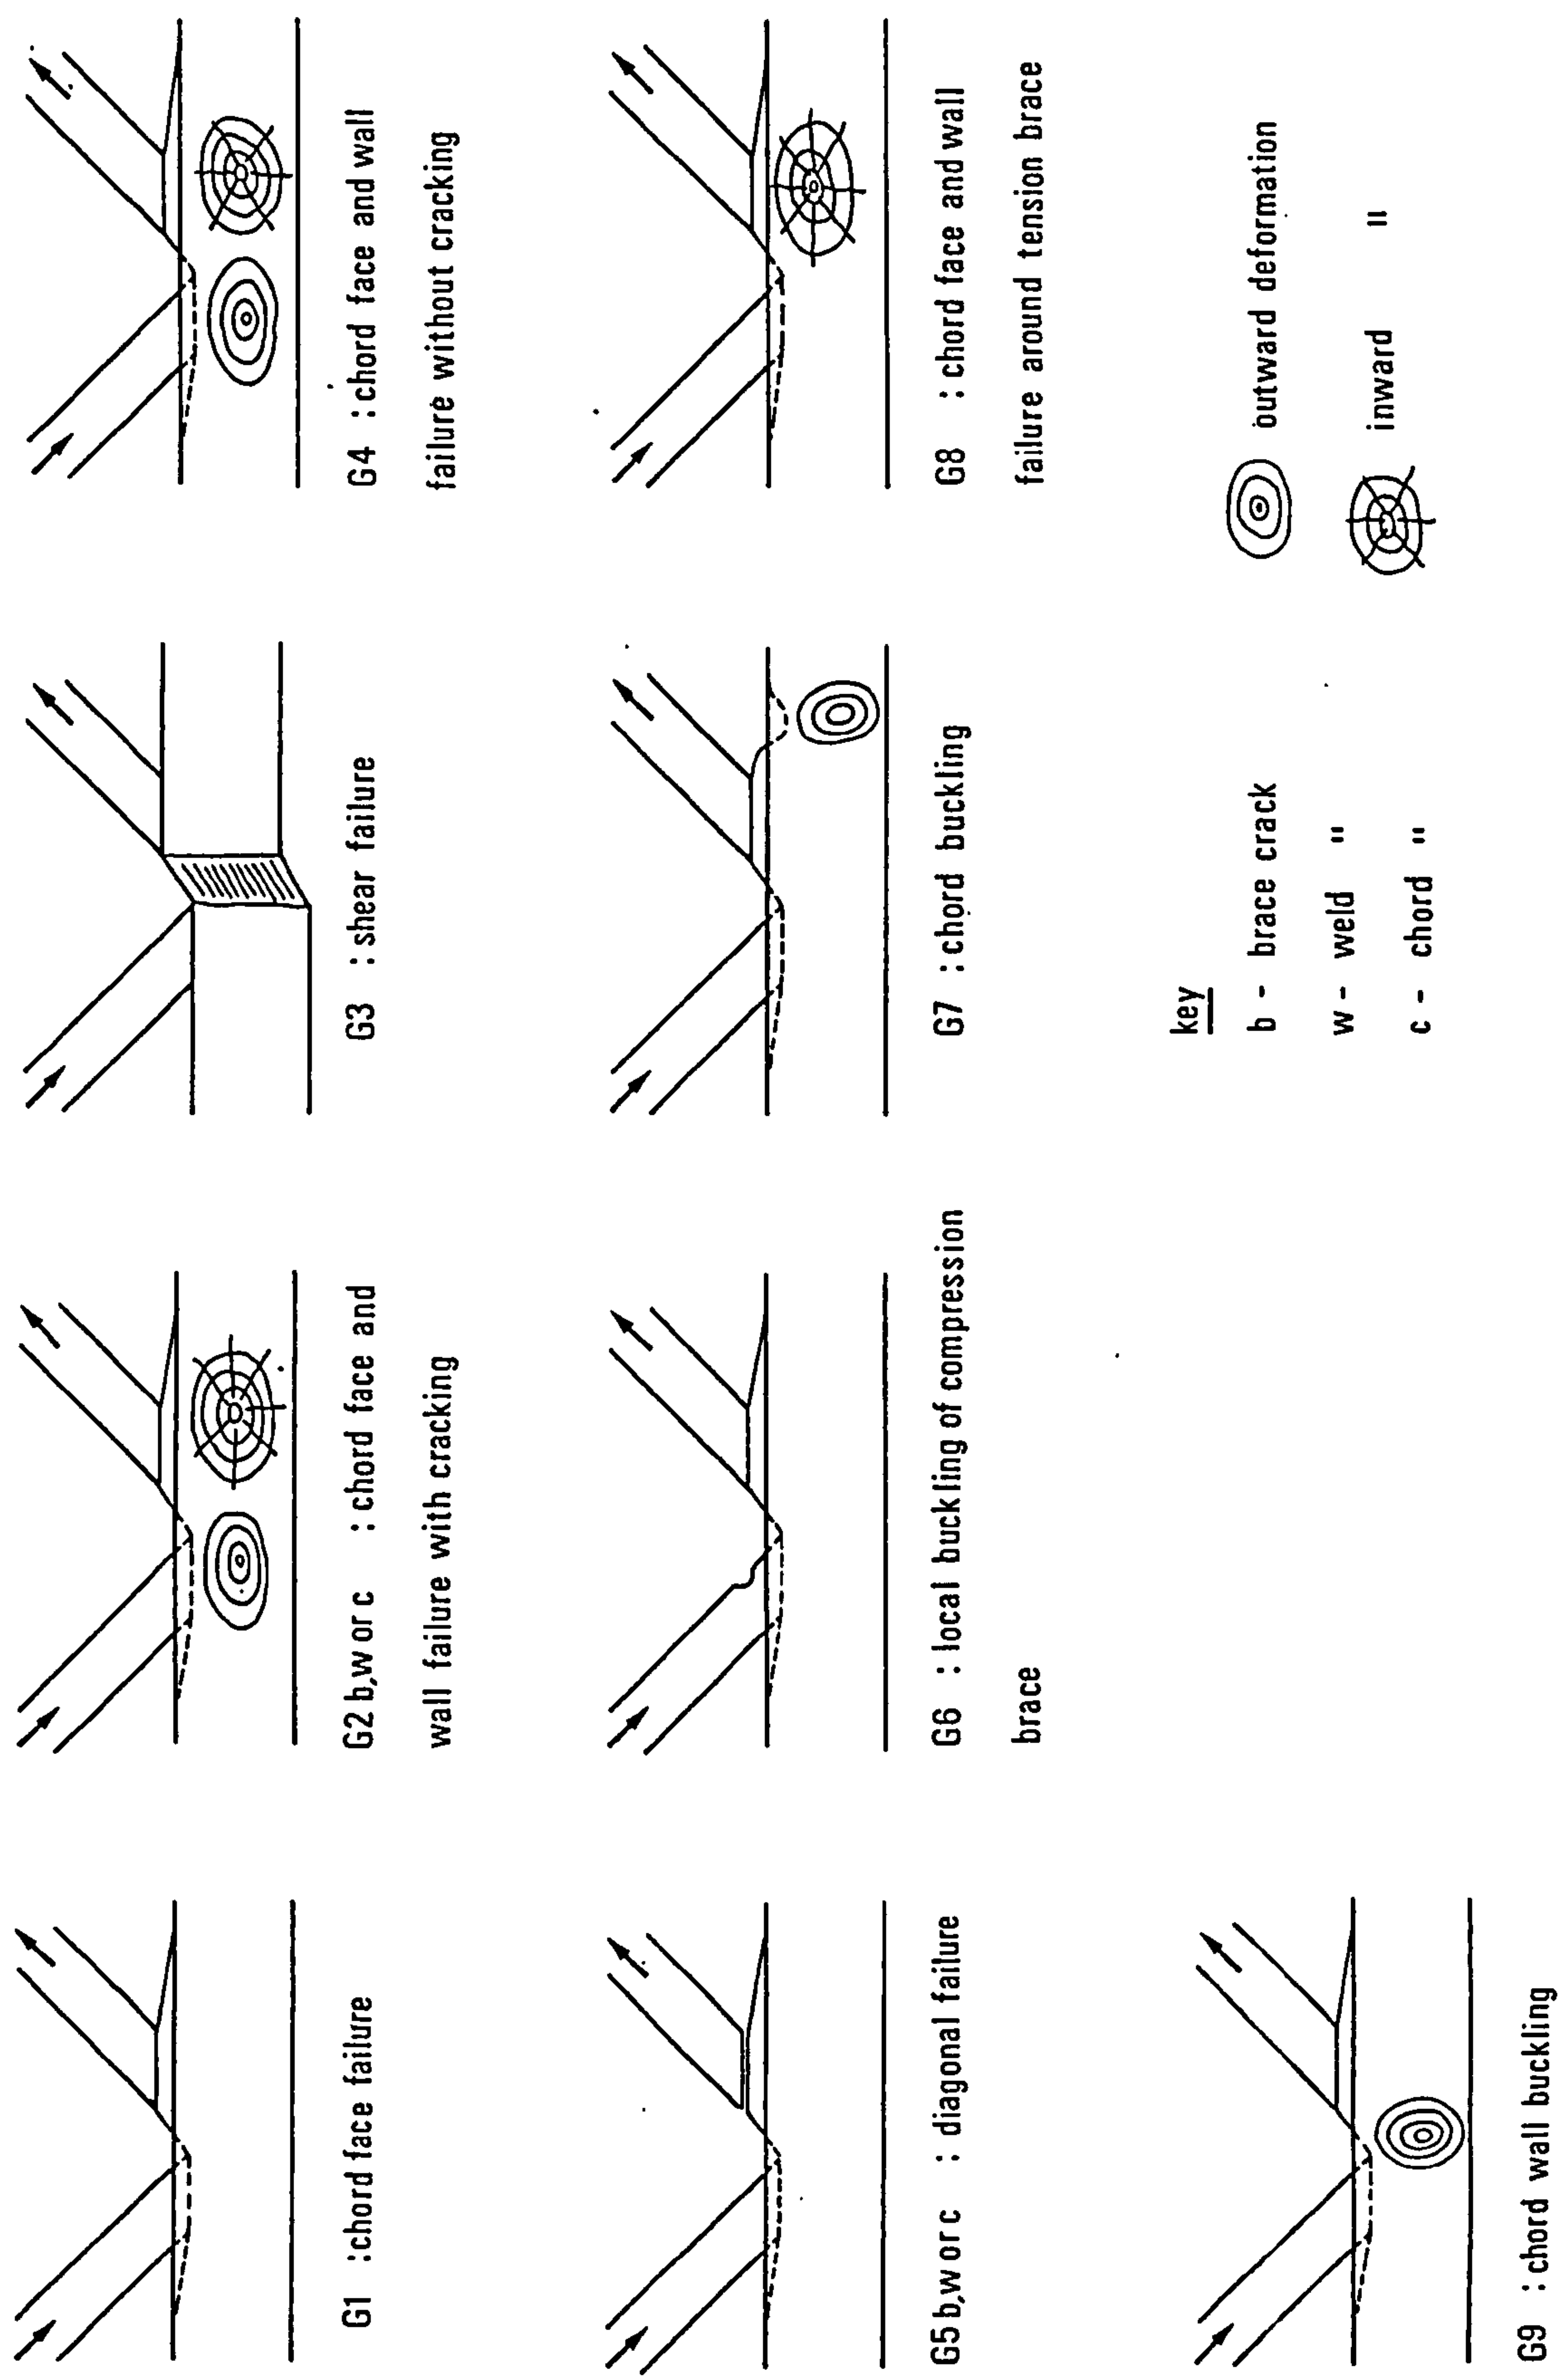 G1 : chord face failure
G2 b,w or c : chord face and
wall failure with cracking
G3 : shear failure
G4 : chord face and wall
failure without cracking
G5 b,w or c : diagonal failure
G6 : local buckling of compression
brace
G7 : chord buckling
G8 : chord face and wall
failure around tension brace
G9 : chord wall buckling
key
b - brace crack
w - weld "
c - chord "
outward deformation
inward "